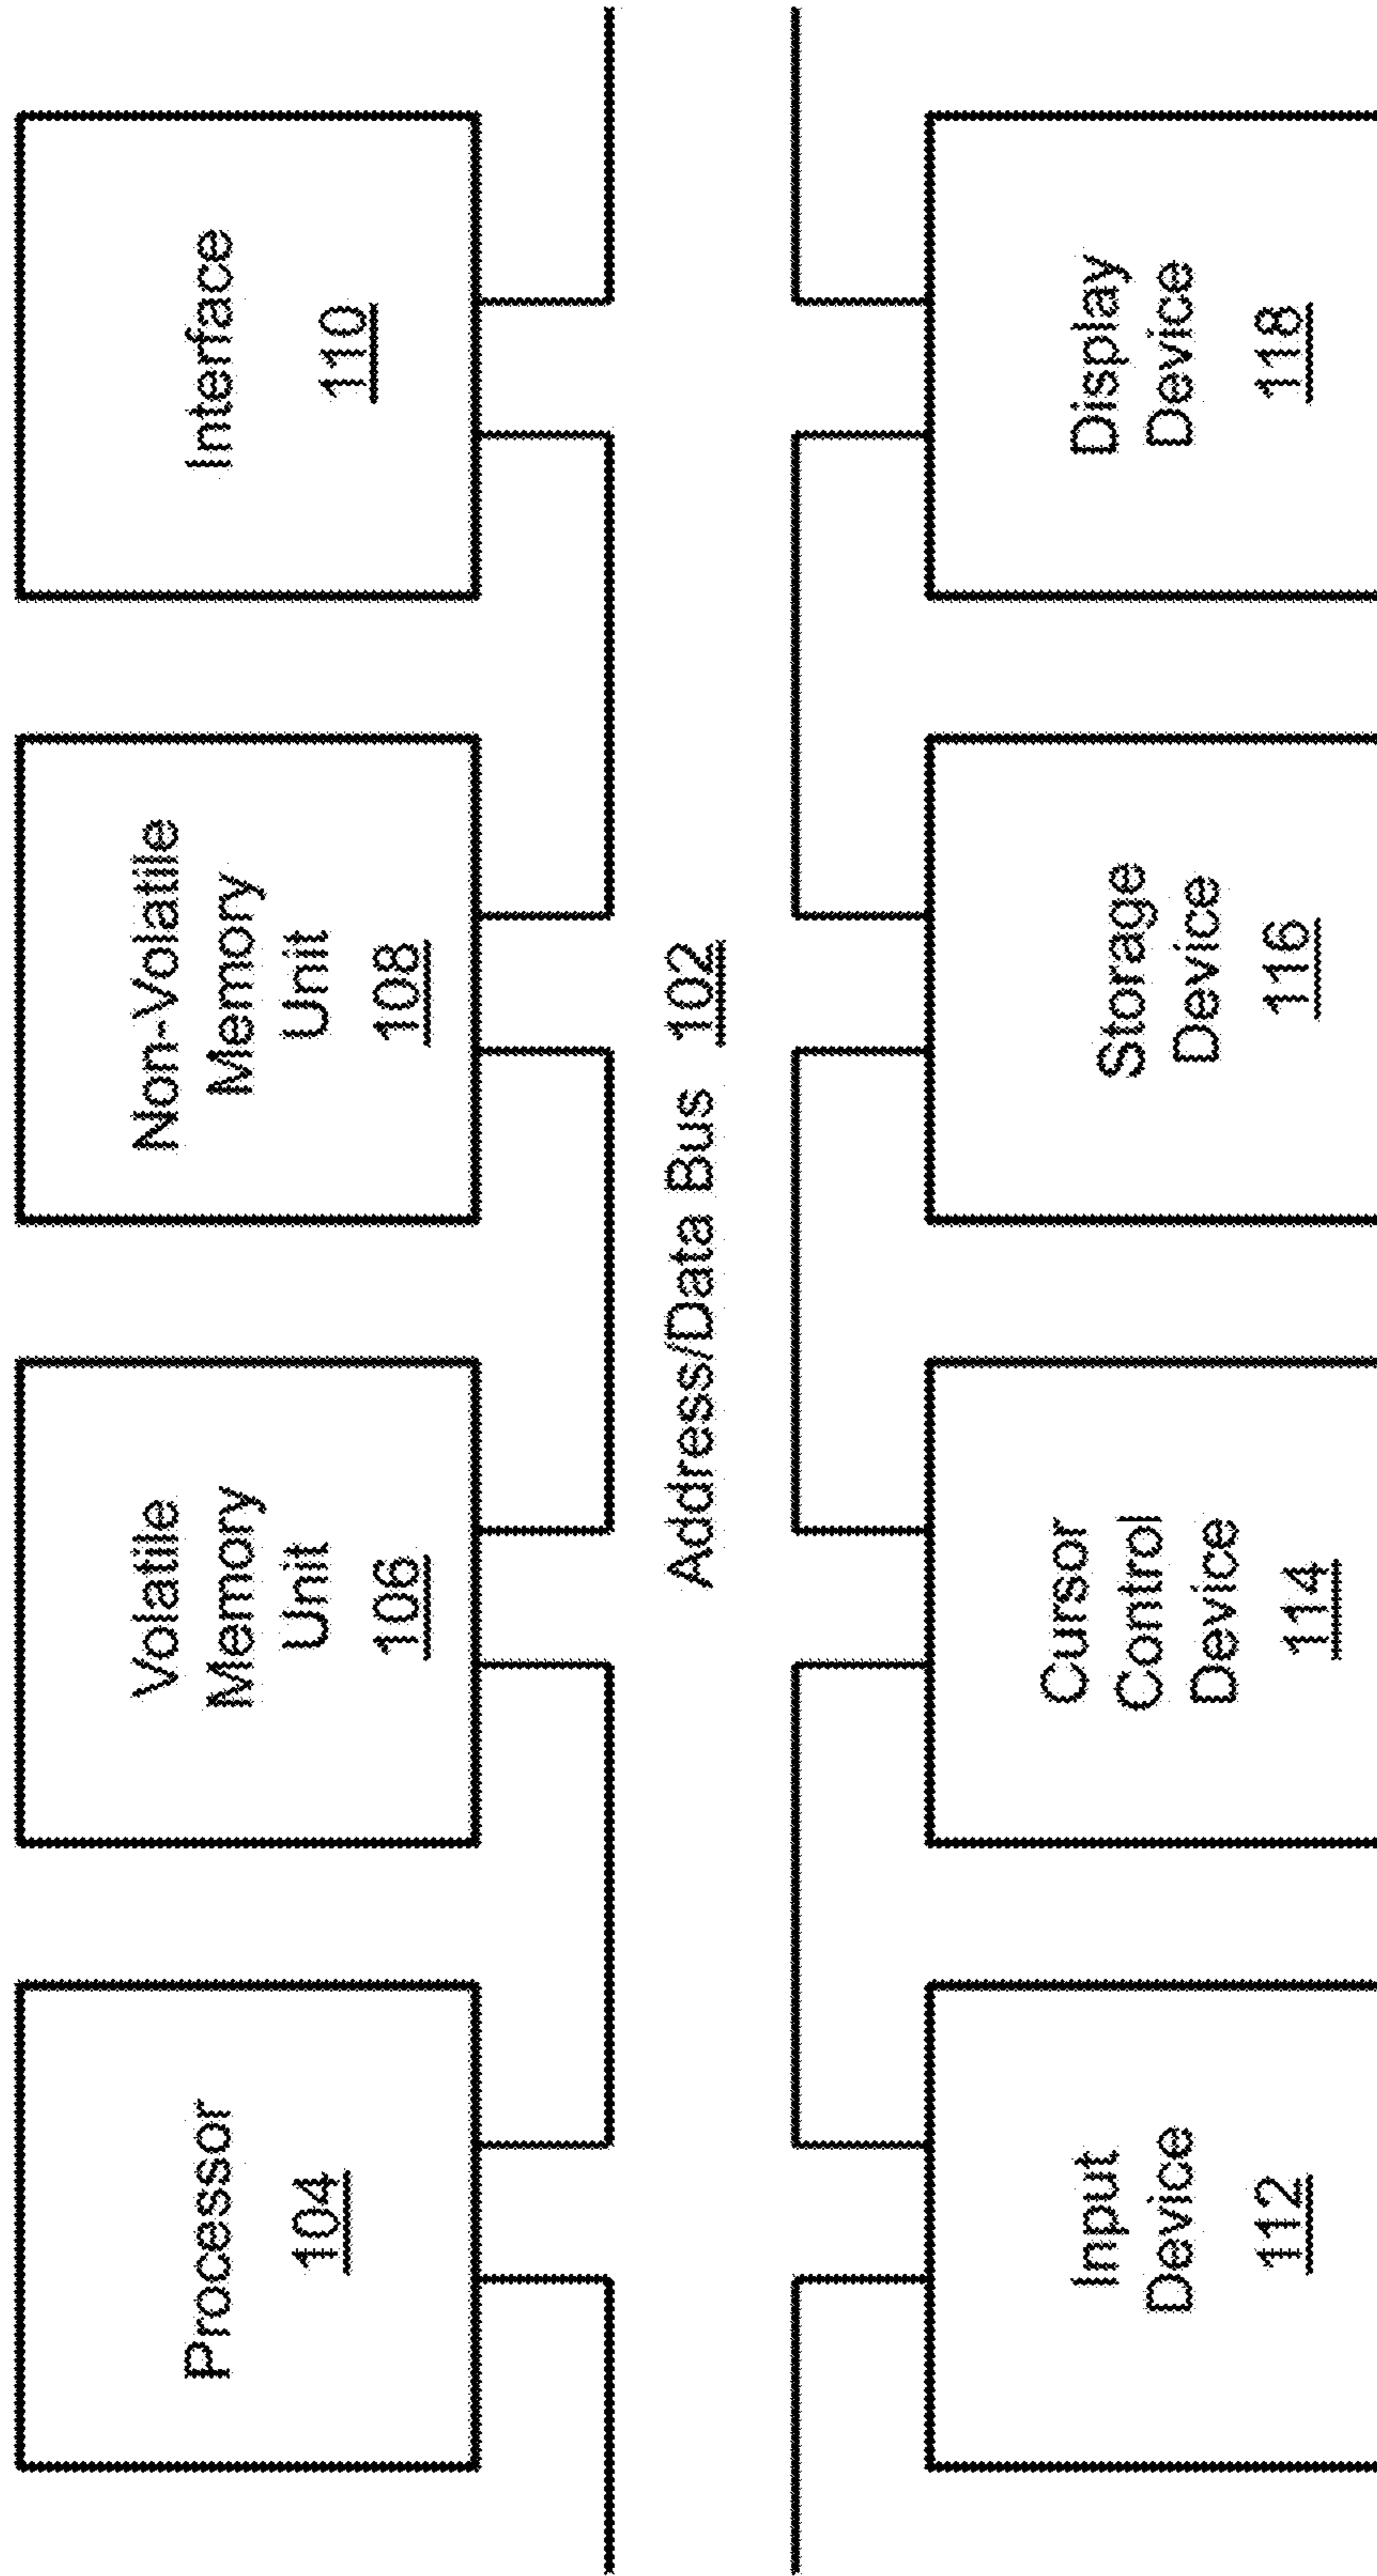 Processor
104
Volatile
Memory
Unit
106
Non-Volatile
Memory
Unit
108
Interface
110
Address/Data Bus 102
Input
Device
112
Cursor
Control
Device
114
Storage
Device
116
Display
Device
118